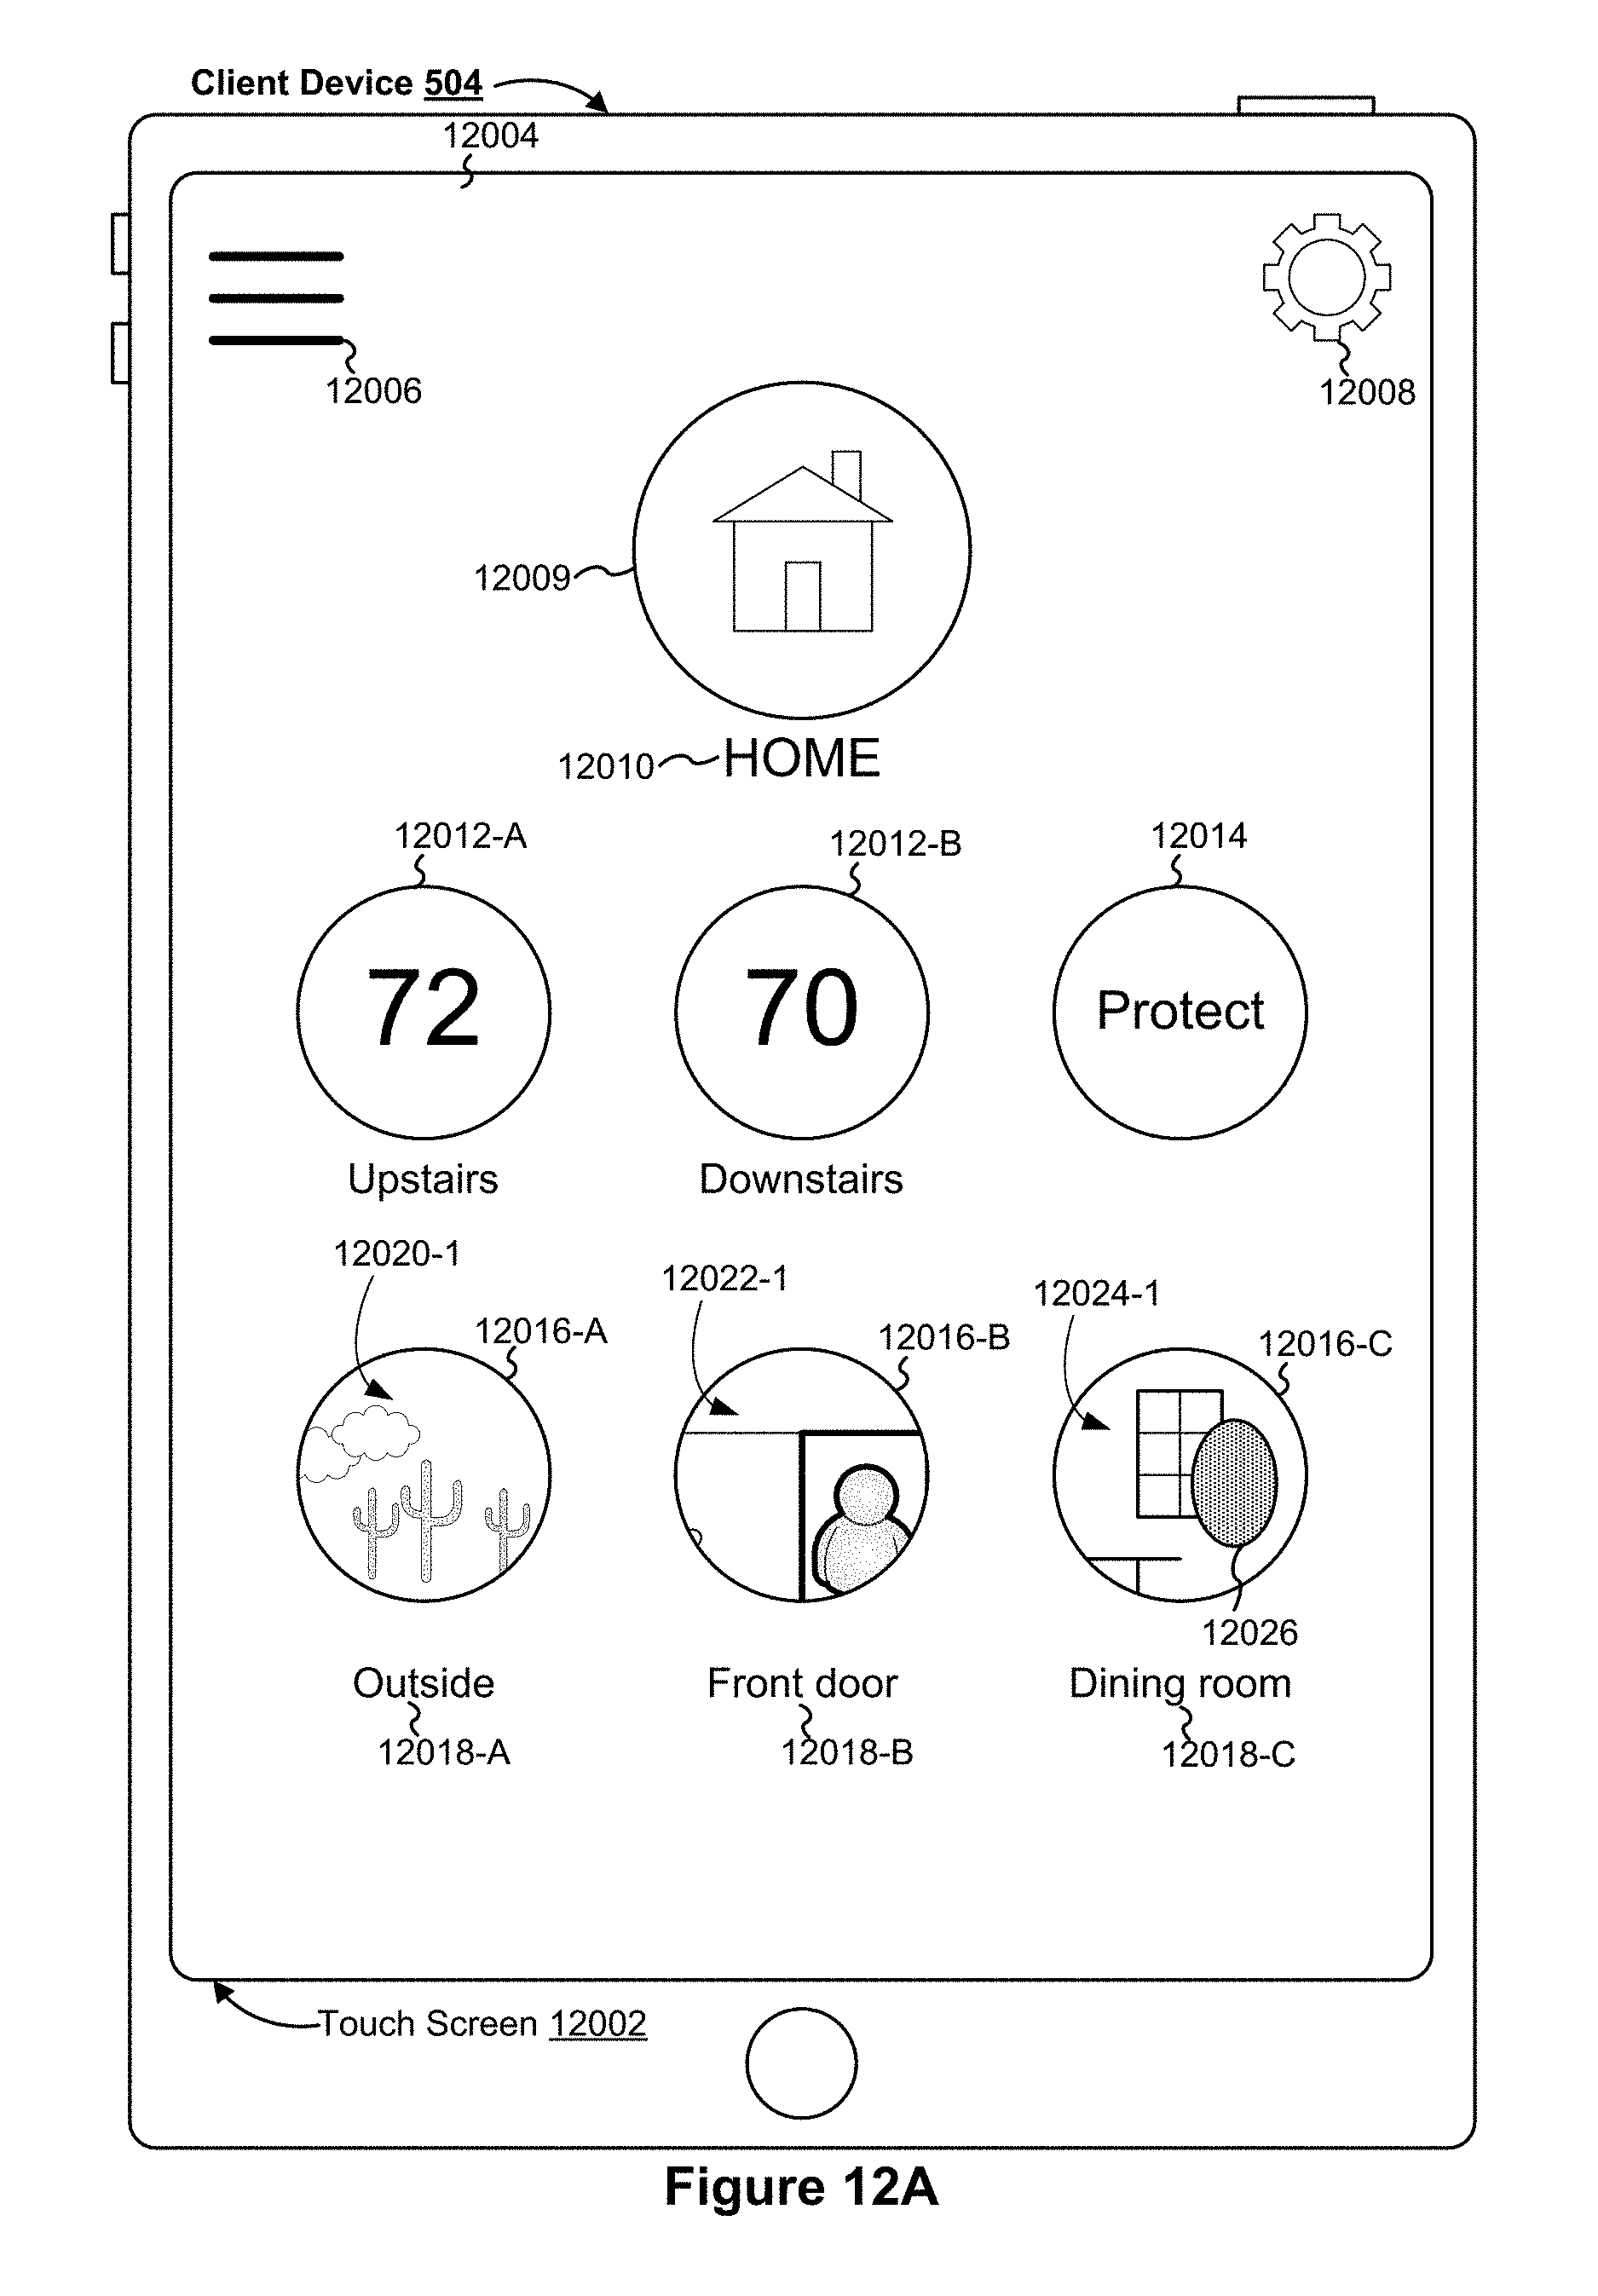 Client Device 504
12004
12006
12008
12009
12010 HOME
12012-A
12012-B
12014
72
70
Protect
Upstairs
Downstairs
12020-1
12022-1
12024-1
12016-A
12016-B
12016-C
12026
Outside
Front door
Dining room
12018-A
12018-B
12018-C
Touch Screen 12002
Figure 12A